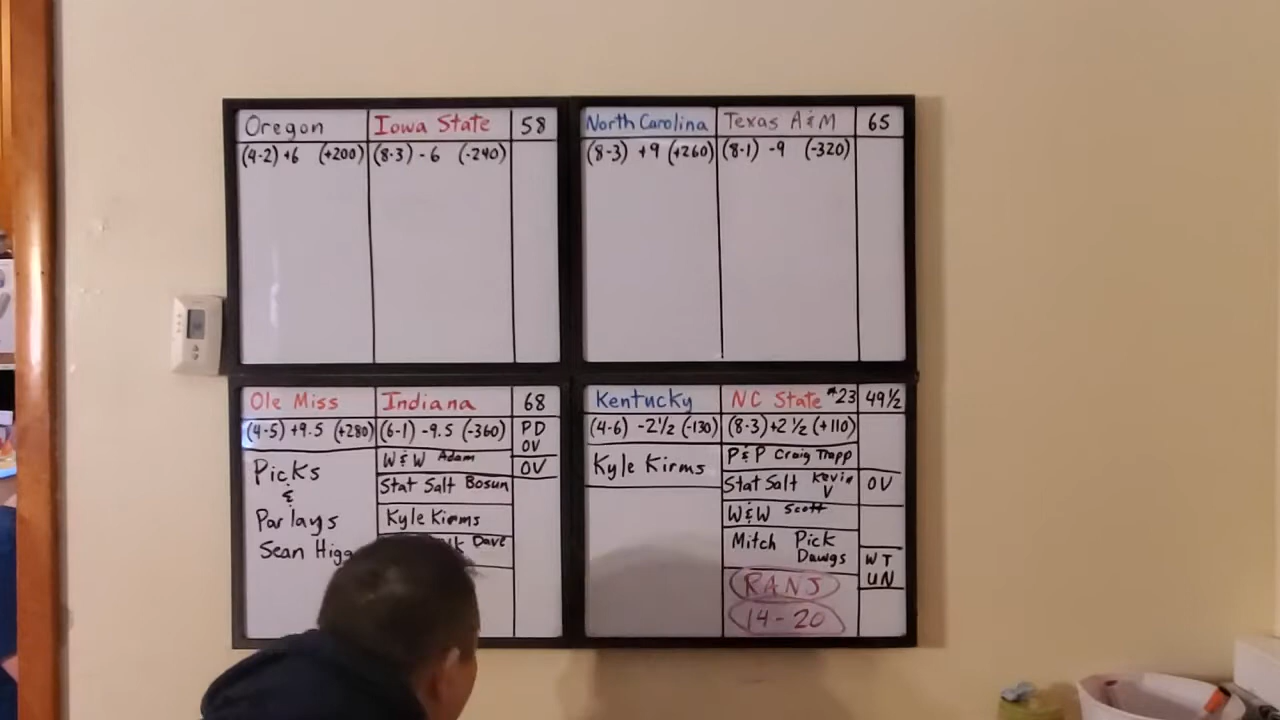 Oregon Iowa State 58
(4-2) +6 (+200) (8-3) -6 (-240)
North Carolina Texas A&M 65
(8-3) +9 (+260) (8-1) -9 (-320)
Ole Miss Indiana 68
(4-5) +9.5 (+280) (6-1) -9.5 (-360) PD
OV
W&W Adam OV
Picks
&
Parlays
Sean
Stat Salt Bosun
Kyle Kirms
Dave
Kentucky NC State #23 49½
(4-6) -2½ (-130) (8-3) +2½ (+110)
Kyle Kirms
P&P Craig Trapp
Stat Salt Kevin OV
V
W&W Scott
Mitch Pick
Dawgs WT
UN
RANJ
14-20